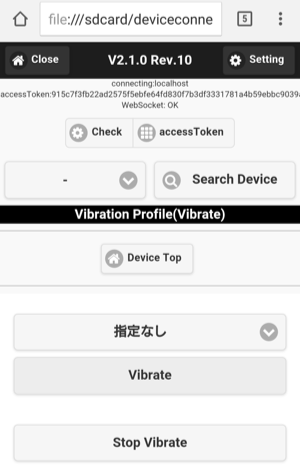 file:///sdcard/deviceconne
5
Close
V2.1.0 Rev.10
Setting
connecting:localhost
accessToken:915c7f3fb22ad2575f5ebfe64fd830f7b3df3331781a4b59ebbc9039a
WebSocket: OK
Check
accessToken
-
Search Device
Vibration Profile(Vibrate)
Device Top
指定なし
Vibrate
Stop Vibrate